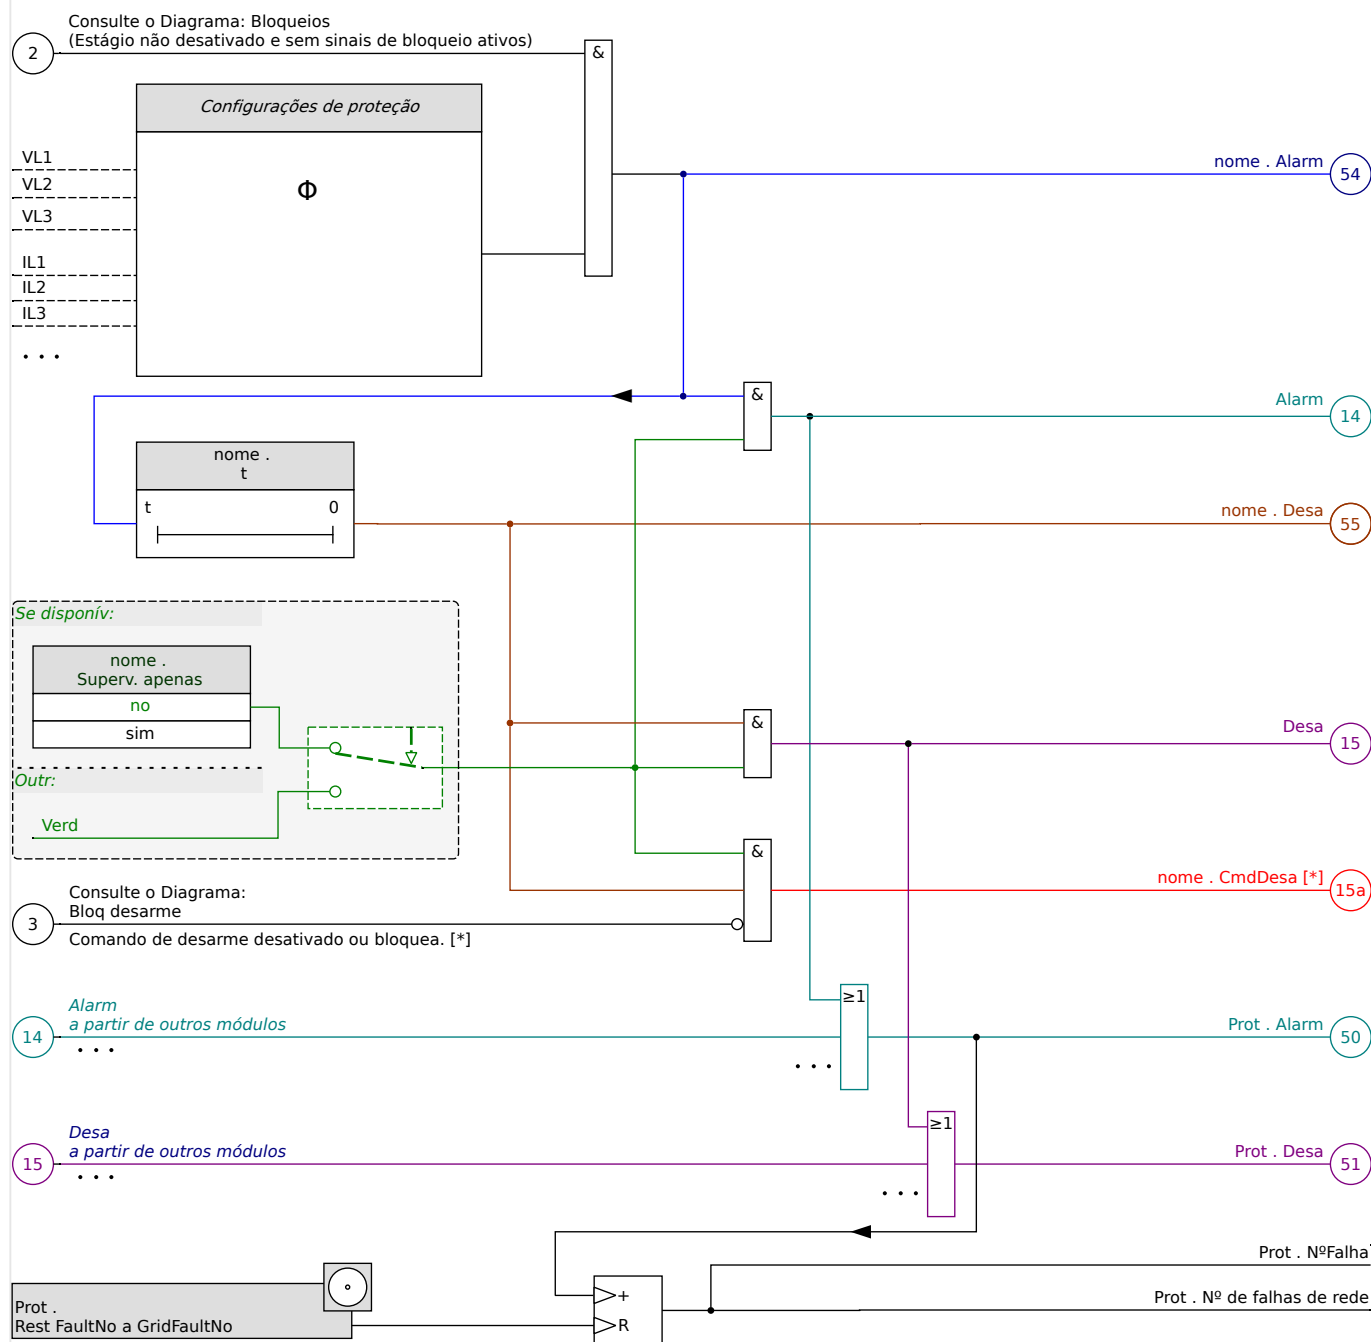 Consulte o Diagrama: Bloqueios
(Estágio não desativado e sem sinais de bloqueio ativos)
2
&
Configurações de proteção
Φ
VL1
VL2
VL3
IL1
IL2
IL3
nome . Alarm
54
&
Alarm
14
nome .
t
t
0
nome . Desa
55
Se disponív:
nome .
Superv. apenas
no
sim
Outr:
Verd
&
Desa
15
&
nome . CmdDesa [*]
15a
Consulte o Diagrama:
Bloq desarme
3
Comando de desarme desativado ou bloquea. [*]
≥1
Alarm
a partir de outros módulos
14
. . .
. . .
Prot . Alarm
50
≥1
Desa
a partir de outros módulos
15
. . .
. . .
Prot . Desa
51
Prot . NºFalha
Prot . Nº de falhas de rede
+
R
Prot .
Rest FaultNo a GridFaultNo